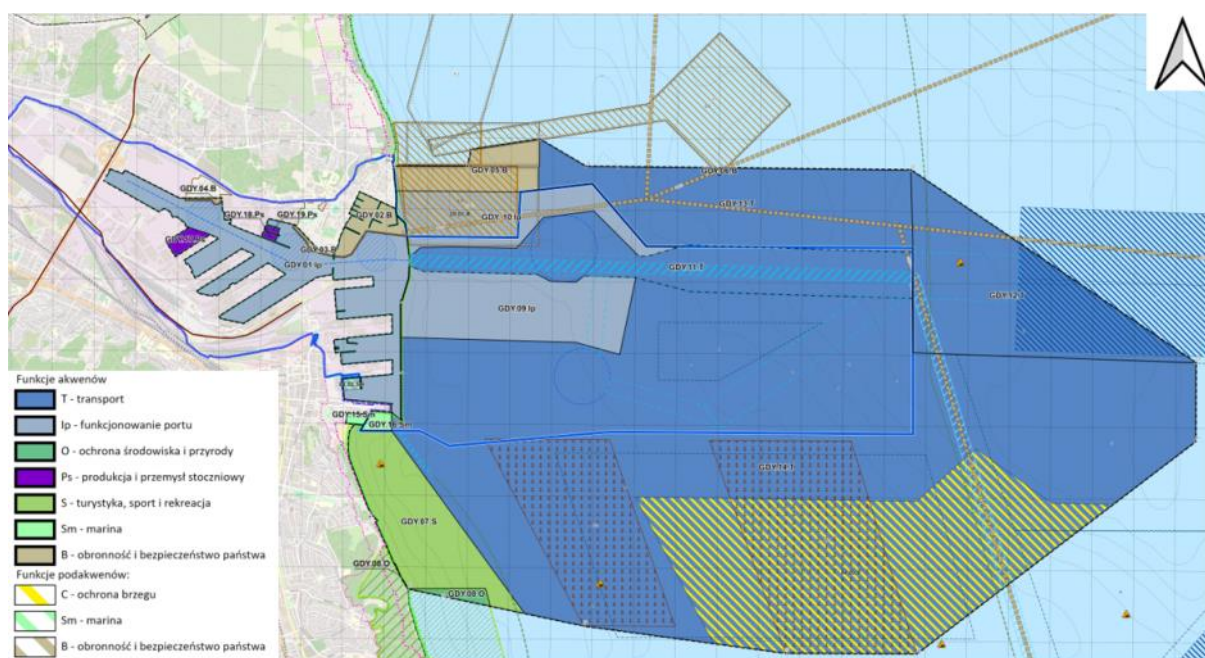 GDY.04.B
GDY.18.Ps
GDY.19.Ps
GDY.02.B
GDY.03.B
GDY.01.Ip
GDY.05.B
GDY.10.Ip
GDY.13.T
GDY.11.T
GDY.12.T
GDY.09.Ip
GDY.15.Sm
GDY.16.Sm
GDY.14.T
GDY.07.S
GDY.08.O
GDY.08.O
Funkcje akwenów
T - transport
Ip - funkcjonowanie portu
O - ochrona środowiska i przyrody
Ps - produkcja i przemysł stoczniowy
S - turystyka, sport i rekreacja
Sm - marina
B - obronność i bezpieczeństwo państwa
Funkcje podakwenów:
C - ochrona brzegu
Sm - marina
B - obronność i bezpieczeństwo państwa